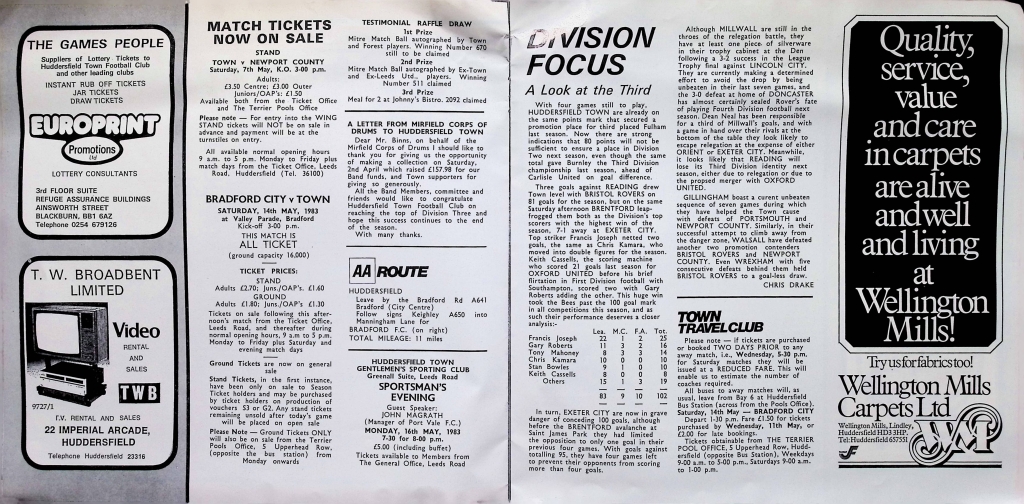 THE GAMES PEOPLE
Suppliers of Lottery Tickets to
Huddersfield Town Football Club
and other leading clubs
INSTANT RUB OFF TICKETS
JAR TICKETS
DRAW TICKETS
EUROPRINT
Promotions
Ltd
LOTTERY CONSULTANTS
3rd FLOOR SUITE
REFUGE ASSURANCE BUILDINGS
AINSWORTH STREET
BLACKBURN, BB1 6AZ
Telephone 0254 679126
T. W. BROADBENT
LIMITED
Video
RENTAL
AND
SALES
TWB
9727/1
T.V. RENTAL AND SALES
22 IMPERIAL ARCADE,
HUDDERSFIELD
Telephone Huddersfield 23316
MATCH TICKETS
NOW ON SALE
STAND
TOWN v NEWPORT COUNTY
Saturday, 7th May, K.O. 3-00 p.m.
Adults:
£3.50 Centre; £3.00 Outer
Juniors/OAP's: £1.50
Available both from the Ticket Office
and The Terrier Pools Office
Please note — For entry into the WING
STAND tickets will NOT be on sale in
advance and payment will be at the
turnstiles on entry.
All available normal opening hours
9 a.m. to 5 p.m. Monday to Friday plus
match days from the Ticket Office, Leeds
Road, Huddersfield (Tel. 36100)
BRADFORD CITY v TOWN
SATURDAY, 14th MAY, 1983
at Valley Parade, Bradford
Kick-off 3-00 p.m.
THIS MATCH IS
ALL TICKET
(ground capacity 16,000)
TICKET PRICES:
STAND
Adults £2.70; Juns./OAP's. £1.60
GROUND
Adults £1.80; Juns./OAP's. £1.30
Tickets on sale following this after-
noon's match from the Ticket Office,
Leeds Road, and thereafter during
normal opening hours, 9 a.m to 5 p.m.
Monday to Friday plus Saturday and
evening match days
Ground Tickets are now on general
sale
Stand Tickets, in the first instance,
have been only on sale to Season
Ticket holders and may be purchased
by ticket holders on production of
vouchers 53 or G2. Any stand tickets
remaining unsold after today's game
will be placed on open sale
Please Note — Ground Tickets ONLY
will also be on sale from the Terrier
Pools Office, 5 Upperhead Row,
(opposite the bus station) from
Monday onwards
TESTIMONIAL RAFFLE DRAW
1st Prize
Mitre Match Ball autographed by Town
and Forest players. Winning Number 670
still to be claimed
2nd Prize
Mitre Match Ball autographed by Ex-Town
and Ex-Leeds Utd., players. Winning
Number 511 claimed
3rd Prize
Meal for 2 at Johnny's Bistro. 2092 claimed
A LETTER FROM MIRFIELD CORPS OF
DRUMS TO HUDDERSFIELD TOWN
Dear Mr. Binns, on behalf of the
Mirfield Corps of Drums I should like to
thank you for giving us the opportunity
of making a collection on Saturday,
2nd April which raised £157.98 for our
Band funds, and Town supporters for
giving so generously.
All the Band Members, committee and
friends would like to congratulate
Huddersfield Town Football Club on
reaching the top of Division Three and
hope this success continues to the end
of the season.
With many thanks.
AA ROUTE
HUDDERSFIELD
Leave by the Bradford Rd A641
Bradford (City Centre)
Follow signs Keighley A650 into
Manningham Lane for
BRADFORD F.C. (on right)
TOTAL MILEAGE: 11 miles
HUDDERSFIELD TOWN
GENTLEMEN'S SPORTING CLUB
Greenall Suite, Leeds Road
SPORTSMAN'S
EVENING
Guest Speaker:
JOHN MAGRATH
(Manager of Port Vale F.C.)
MONDAY, 16th MAY, 1983
7-30 for 8-00 p.m.
£5.00 (including buffet)
Tickets available to Members from
The General Office, Leeds Road
DIVISION
FOCUS
A Look at the Third
With four games still to play,
HUDDERSFIELD TOWN are already on
the same points mark that secured a
promotion place for third placed Fulham
last season. Now there are strong
indications that 80 points will not be
sufficient to ensure a place in Division
Two next season, even though the same
total gave Burnley the Third Division
championship last season, ahead of
Carlisle United on goal difference.
Three goals against READING drew
Town level with BRISTOL ROVERS on
81 goals for the season, but on the same
Saturday afternoon BRENTFORD leap-
frogged them both as the Division's top
scorers with the highest win of the
season, 7-1 away at EXETER CITY.
Top striker Francis Joseph netted two
goals, the same as Chris Kamara, who
moved into double figures for the season.
Keith Cassells, the scoring machine
who scored 21 goals last season for
OXFORD UNITED before his brief
flirtation in First Division football with
Southampton, scored two with Gary
Roberts adding the other. This huge win
took the Bees past the 100 goal mark
in all competitions this season, and as
such their performance deserves a closer
analysis:-
Lea. M.C. F.A. Tot.
Francis Joseph 22 1 2 25
Gary Roberts 11 3 2 16
Tony Mahoney 8 3 3 14
Chris Kamara 10 0 0 10
Stan Bowles 9 1 0 10
Keith Cassells 8 0 0 8
Others 15 1 3 19
83 9 10 102
In turn, EXETER CITY are now in grave
danger of conceding 100 goals, although
before the BRENTFORD avalanche at
Saint James Park they had limited
the opposition to only one goal in their
previous four games. With goals against
totalling 95, they have four games left
to prevent their opponents from scoring
more than four goals.
Although MILLWALL are still in the
throes of the relegation battle, they
have at least one piece of silverware
in their trophy cabinet at the Den
following a 3-2 success in the League
Trophy final against LINCOLN CITY.
They are currently making a determined
effort to avoid the drop by being
unbeaten in their last seven games, and
the 3-0 defeat at home of DONCASTER
has almost certainly sealed Rover's fate
of playing Fourth Division football next
season. Dean Neal has been responsible
for a third of Millwall's goals, and with
a game in hand over their rivals at the
bottom of the table they look likely to
escape relegation at the expense of either
ORIENT or EXETER CITY. Meanwhile,
it looks likely that READING will
lose its Third Division identity next
season, either due to relegation or due
to the proposed merger with OXFORD
UNITED.
GILLINGHAM boast a curent unbeaten
sequence of seven games during which
they have helped the Town cause
with defeats of PORTSMOUTH and
NEWPORT COUNTY. Similarly, in their
successful attempt to climb away from
the danger zone, WALSALL have defeated
another two promotion contenders
BRISTOL ROVERS and NEWPORT
COUNTY. Even WREXHAM with five
consecutive defeats behind them held
BRISTOL ROVERS to a goal-less draw.
CHRIS DRAKE
TOWN
TRAVEL CLUB
Please note — if tickets are purchased
or booked TWO DAYS PRIOR to any
away match, i.e., Wednesday, 5-30 p.m.
for Saturday matches they will be
issued at a REDUCED FARE. This will
enable us to estimate the number of
coaches required.
All buses to away matches will, as
usual, leave from Bay 6 at Huddersfield
Bus Station (across from the Pools Office).
Saturday, 14th May — BRADFORD CITY
Depart 1-30 p.m. Fare £1.50 for tickets
purchased by Wednesday, 11th May, or
£2.00 for late bookings.
Tickets obtainable from THE TERRIER
POOL OFFICE, 5 Upperhead Row, Hudd-
ersfield (opposite Bus Station), Weekdays
9-00 a.m. to 5-00 p.m., Saturdays 9-00 a.m.
to 1-00 p.m.
Quality,
service,
value
and care
in carpets
are alive
and well
and living
at
Wellington
Mills!
Try us for fabrics too!
Wellington Mills
Carpets Ltd
Wellington Mills, Lindley,
Huddersfield HD3 3HP.
Tel: Huddersfield 657551
WM